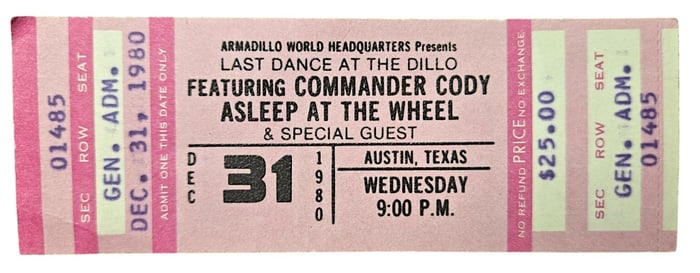 01485
SEC ROW SEAT
GEN. ADM.
DEC. 31, 1980
ADMIT ONE THIS DATE ONLY
ARMADILLO WORLD HEADQUARTERS Presents
LAST DANCE AT THE DILLO
FEATURING COMMANDER CODY
ASLEEP AT THE WHEEL
& SPECIAL GUEST
DEC
31
1980
AUSTIN, TEXAS
WEDNESDAY
9:00 P.M.
NO REFUND PRICE NO EXCHANGE
$25.00
SEC ROW SEAT
GEN. ADM.
01485